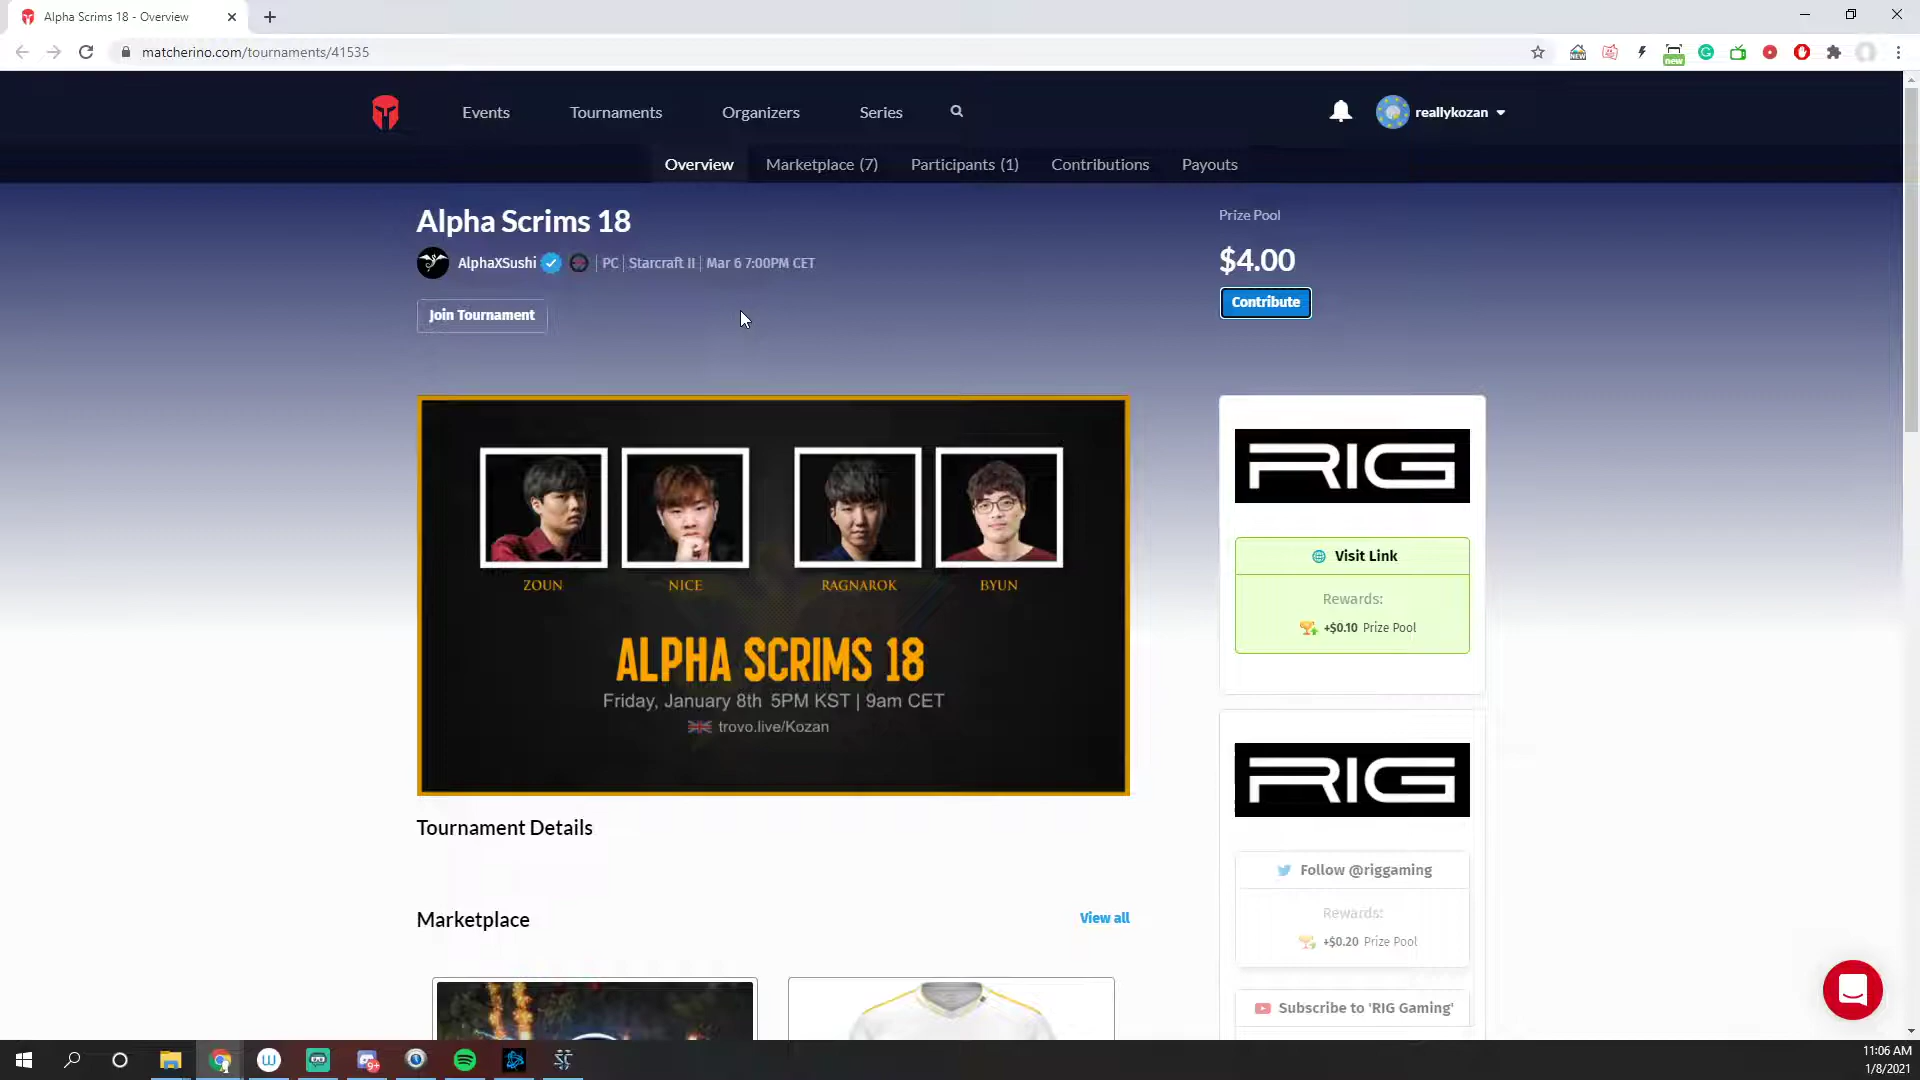 Alpha Scrims 18 - Overview
matcherino.com/tournaments/41535
new
Events
Tournaments
Organizers
Series
reallykozan
Overview
Marketplace (7)
Participants (1)
Contributions
Payouts
Alpha Scrims 18
AlphaXSushi | PC | Starcraft II | Mar 6 7:00PM CET
Join Tournament
Prize Pool
$4.00
Contribute
ZOUN
NICE
RAGNAROK
BYUN
ALPHA SCRIMS 18
Friday, January 8th 5PM KST | 9am CET
trovo.live/Kozan
RIG
Visit Link
Rewards:
+$0.10 Prize Pool
RIG
Follow @riggaming
Rewards:
+$0.20 Prize Pool
Subscribe to 'RIG Gaming'
Tournament Details
Marketplace
View all
9+
11:06 AM
1/8/2021